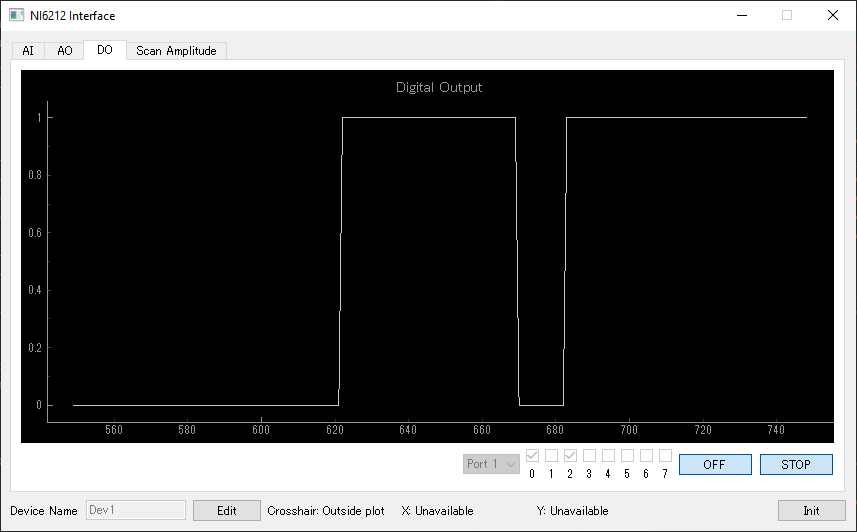 NI6212 Interface
AI AO DO Scan Amplitude
Digital Output
1
0.8
0.6
0.4
0.2
0
560 580 600 620 640 660 680 700 720 740
Port 1
0 1 2 3 4 5 6 7
OFF STOP
Device Name Dev1 Edit Crosshair: Outside plot X: Unavailable Y: Unavailable Init